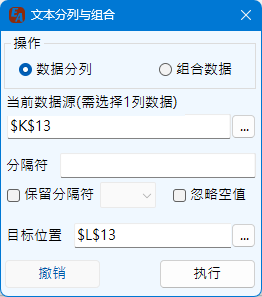 文本分列与组合
操作
数据分列 组合数据
当前数据源(需选择1列数据)
$K$13 ...
分隔符
保留分隔符 忽略空值
目标位置 $L$13 ...
撤销 执行